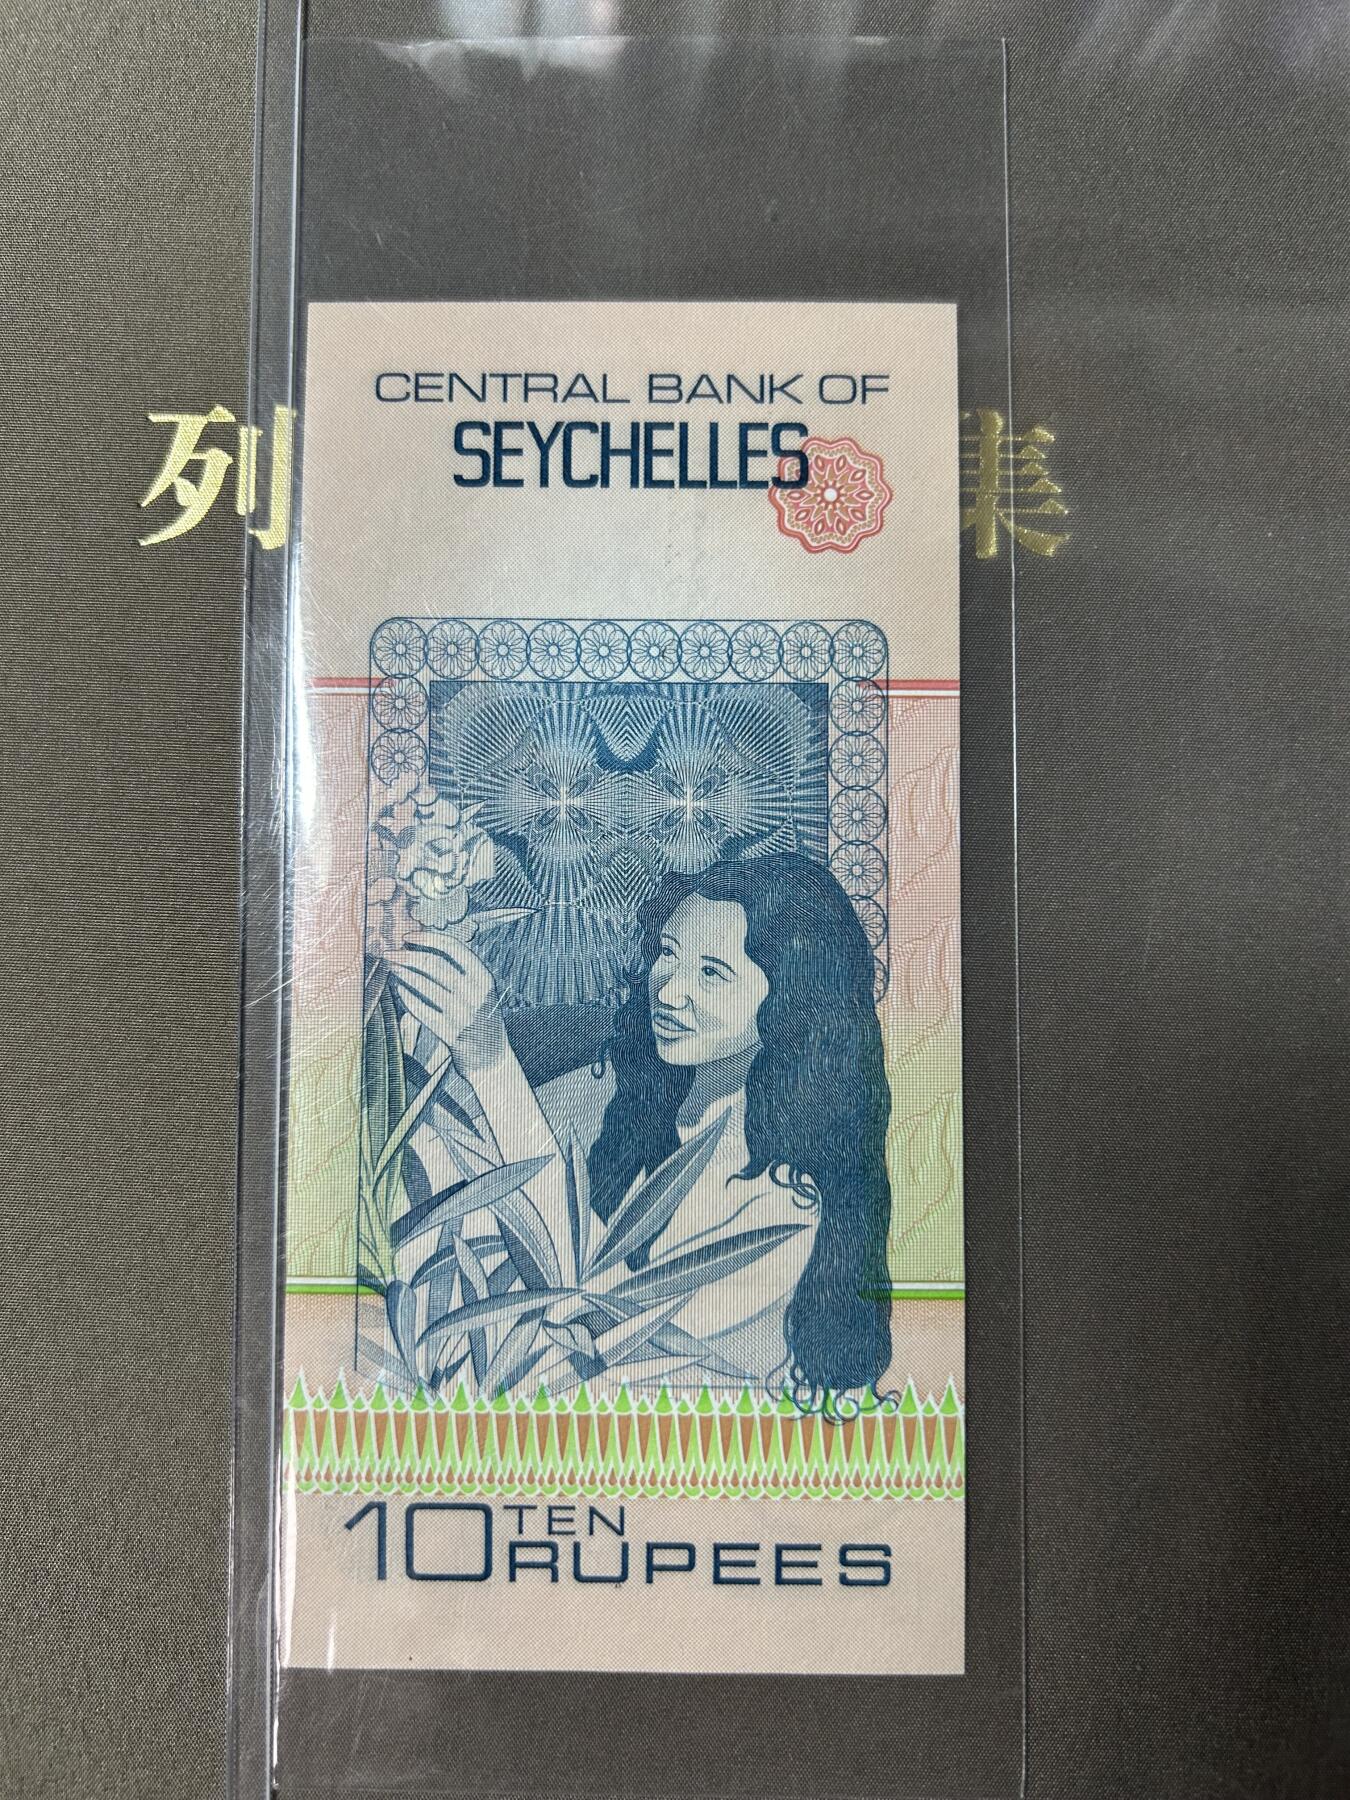 CENTRAL BANK OF
SEYCHELLES
列 集
10 TEN
RUPEES